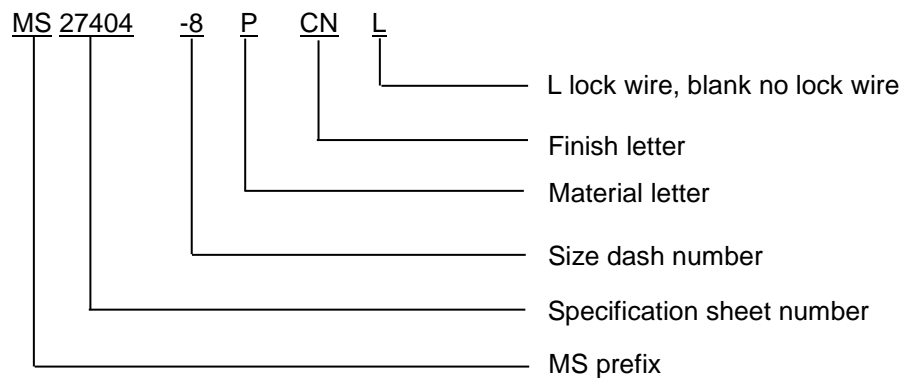 MS 27404 -8 P CN L
L lock wire, blank no lock wire
Finish letter
Material letter
Size dash number
Specification sheet number
MS prefix